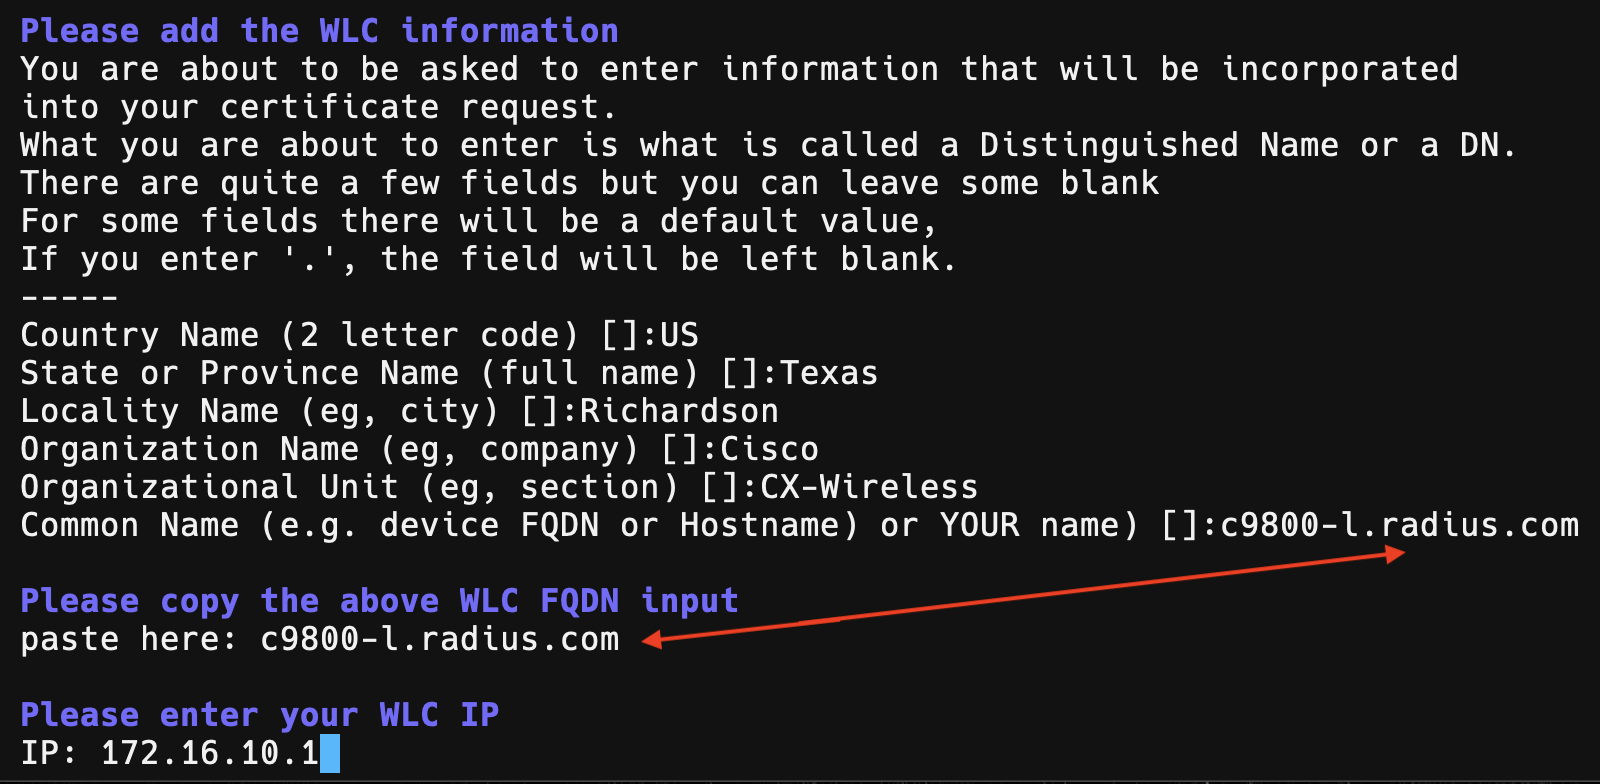 Please add the WLC information
You are about to be asked to enter information that will be incorporated
into your certificate request.
What you are about to enter is what is called a Distinguished Name or a DN.
There are quite a few fields but you can leave some blank
For some fields there will be a default value,
If you enter '.', the field will be left blank.
-----
Country Name (2 letter code) []:US
State or Province Name (full name) []:Texas
Locality Name (eg, city) []:Richardson
Organization Name (eg, company) []:Cisco
Organizational Unit (eg, section) []:CX-Wireless
Common Name (e.g. device FQDN or Hostname) or YOUR name) []:c9800-l.radius.com
Please copy the above WLC FQDN input
paste here: c9800-l.radius.com
Please enter your WLC IP
IP: 172.16.10.1